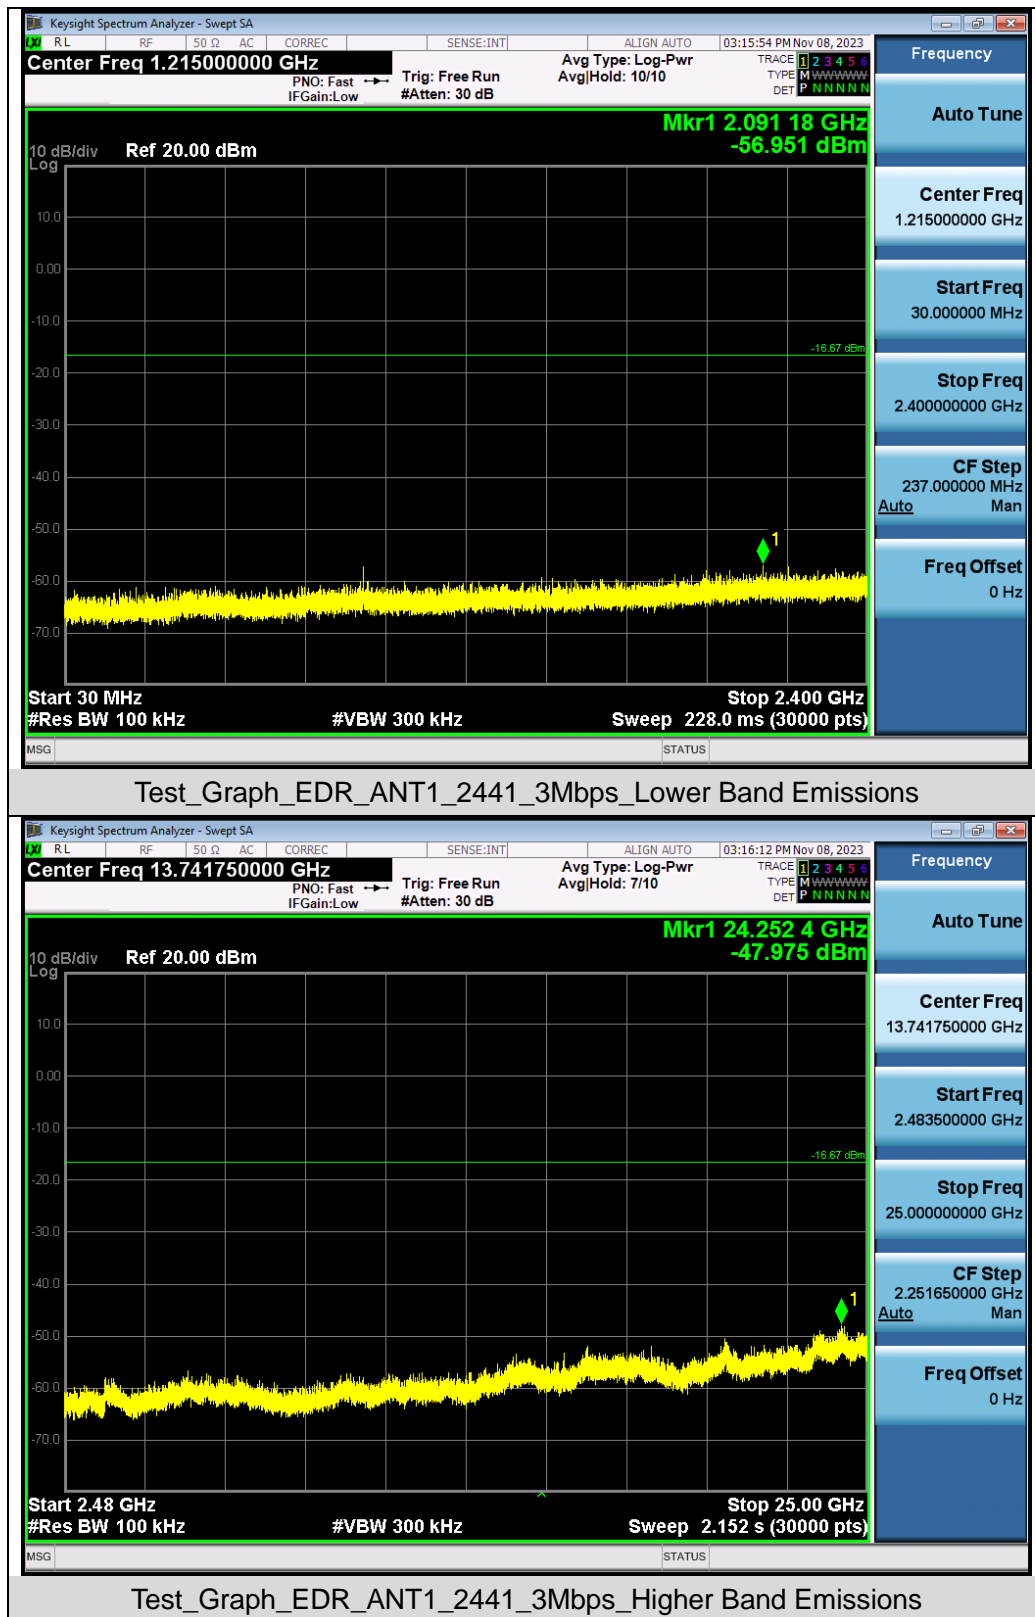 Keysight Spectrum Analyzer - Swept SA
LXI RL RF 50 Ω AC CORREC SENSE:INT ALIGN AUTO 03:15:54 PM Nov 08, 2023
Center Freq 1.215000000 GHz
PNO: Fast
IFGain:Low
Trig: Free Run
#Atten: 30 dB
Avg Type: Log-Pwr
Avg|Hold: 10/10
TRACE 1 2 3 4 5 6
TYPE M WWWWW
DET P N N N N N
Mkr1 2.091 18 GHz
-56.951 dBm
10 dB/div Ref 20.00 dBm
Log
10.0
0.00
-10.0
-16.67 dBm
-20.0
-30.0
-40.0
-50.0
1
-60.0
-70.0
Start 30 MHz Stop 2.400 GHz
#Res BW 100 kHz #VBW 300 kHz Sweep 228.0 ms (30000 pts)
MSG STATUS
Frequency
Auto Tune
Center Freq
1.215000000 GHz
Start Freq
30.000000 MHz
Stop Freq
2.400000000 GHz
CF Step
237.000000 MHz
Auto Man
Freq Offset
0 Hz
Test_Graph_EDR_ANT1_2441_3Mbps_Lower Band Emissions
Keysight Spectrum Analyzer - Swept SA
LXI RL RF 50 Ω AC CORREC SENSE:INT ALIGN AUTO 03:16:12 PM Nov 08, 2023
Center Freq 13.741750000 GHz
PNO: Fast
IFGain:Low
Trig: Free Run
#Atten: 30 dB
Avg Type: Log-Pwr
Avg|Hold: 7/10
TRACE 1 2 3 4 5 6
TYPE M WWWWW
DET P N N N N N
Mkr1 24.252 4 GHz
-47.975 dBm
10 dB/div Ref 20.00 dBm
Log
10.0
0.00
-10.0
-16.67 dBm
-20.0
-30.0
-40.0
1
-50.0
-60.0
-70.0
Start 2.48 GHz Stop 25.00 GHz
#Res BW 100 kHz #VBW 300 kHz Sweep 2.152 s (30000 pts)
MSG STATUS
Frequency
Auto Tune
Center Freq
13.741750000 GHz
Start Freq
2.483500000 GHz
Stop Freq
25.000000000 GHz
CF Step
2.251650000 GHz
Auto Man
Freq Offset
0 Hz
Test_Graph_EDR_ANT1_2441_3Mbps_Higher Band Emissions